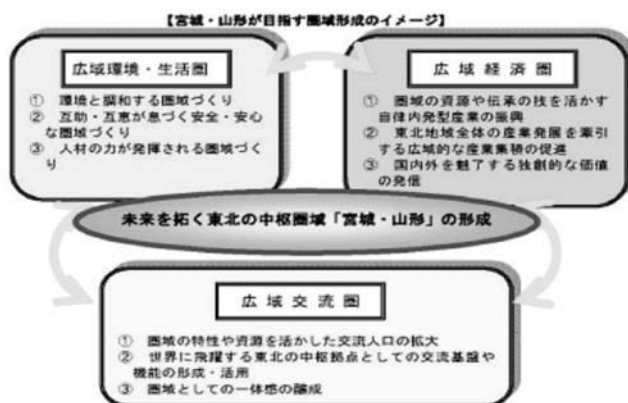 【宮城・山形が目指す圏域形成のイメージ】
広域環境・生活圏
① 環境と調和する圏域づくり
② 互助・互恵が息づく安全・安心
な圏域づくり
③ 人材の力が発揮される圏域づく
り
広域経済圏
① 圏域の資源や伝承の技を活かす
自律内発型産業の振興
② 東北地域全体の産業発展を牽引
する広域的な産業集積の促進
③ 国内外を魅了する独創的な価値
の発信
未来を拓く東北の中枢圏域「宮城・山形」の形成
広域交流圏
① 圏域の特性や資源を活かした交流人口の拡大
② 世界に飛躍する東北の中枢拠点としての交流基盤や
機能の形成・活用
③ 圏域としての一体感の醸成